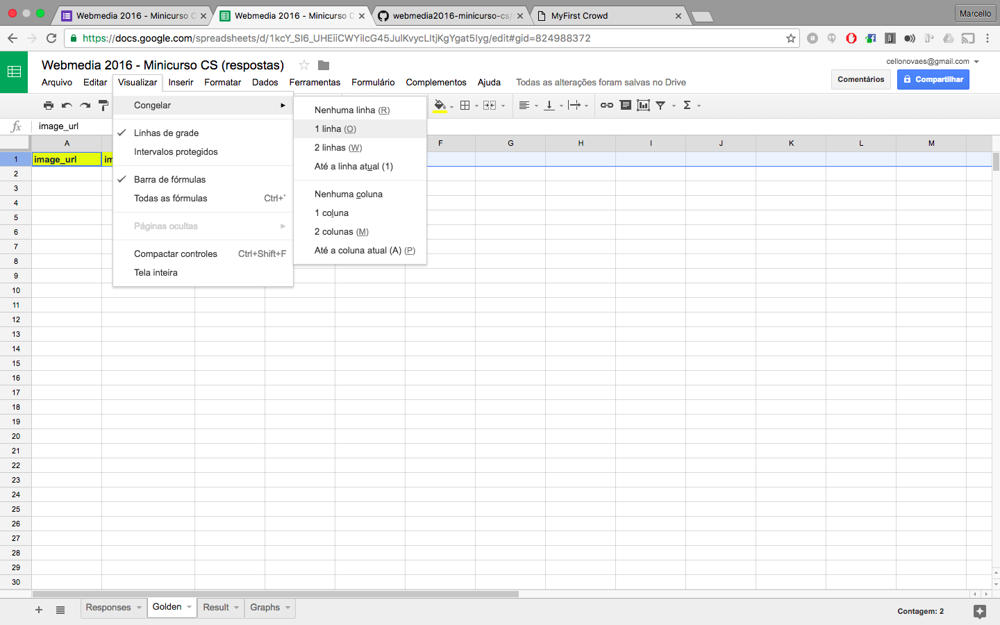 Webmedia 2016 - Minicurso C
Webmedia 2016 - Minicurso C
webmedia2016-minicurso-cs/
MyFirst Crowd
Marcello
https://docs.google.com/spreadsheets/d/1kcY_SI6_UHEiiCWYilcG45JulKvycLItjKgYgat5Iyg/edit#gid=824988372
Webmedia 2016 - Minicurso CS (respostas)
cellonovaes@gmail.com
Arquivo Editar Visualizar Inserir Formatar Dados Ferramentas Formulário Complementos Ajuda Todas as alterações foram salvas no Drive
Comentários
Compartilhar
fx image_url
Congelar
Linhas de grade
Intervalos protegidos
Barra de fórmulas
Todas as fórmulas Ctrl+`
Páginas ocultas
Compactar controles Ctrl+Shift+F
Tela inteira
Nenhuma linha (R)
1 linha (O)
2 linhas (W)
Até a linha atual (1)
Nenhuma coluna
1 coluna
2 colunas (M)
Até a coluna atual (A) (P)
A F G H I J K L M
1 image_url im
2
3
4
5
6
7
8
9
10
11
12
13
14
15
16
17
18
19
20
21
22
23
24
25
26
27
28
29
30
Responses Golden Result Graphs
Contagem: 2